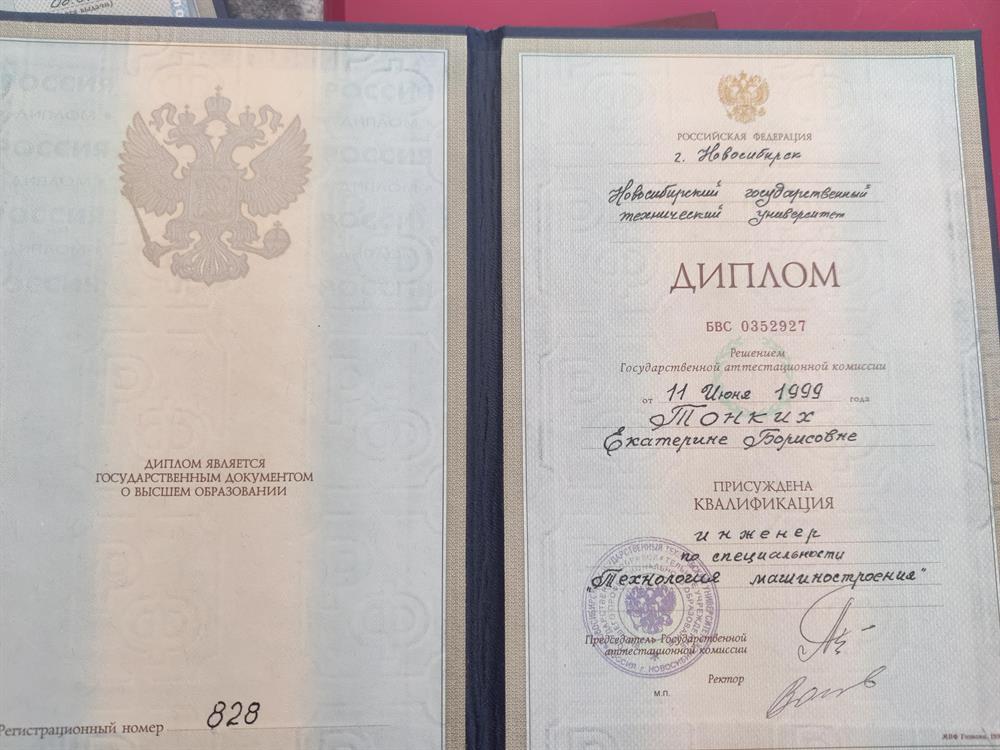 РОССИЯ
ДИПЛОМ ЯВЛЯЕТСЯ
ГОСУДАРСТВЕННЫМ ДОКУМЕНТОМ
О ВЫСШЕМ ОБРАЗОВАНИИ
Регистрационный номер 828
РОССИЙСКАЯ ФЕДЕРАЦИЯ
г. Новосибирск
Новосибирский государственный
технический университет
ДИПЛОМ
БВС 0352927
Решением
Государственной аттестационной комиссии
от 11 Июня 1999 года
Тонких
Екатерине Борисовне
ПРИСУЖДЕНА
КВАЛИФИКАЦИЯ
инженер
по специальности
"Технология машиностроения"
Председатель Государственной
аттестационной комиссии
Ректор
М.П.